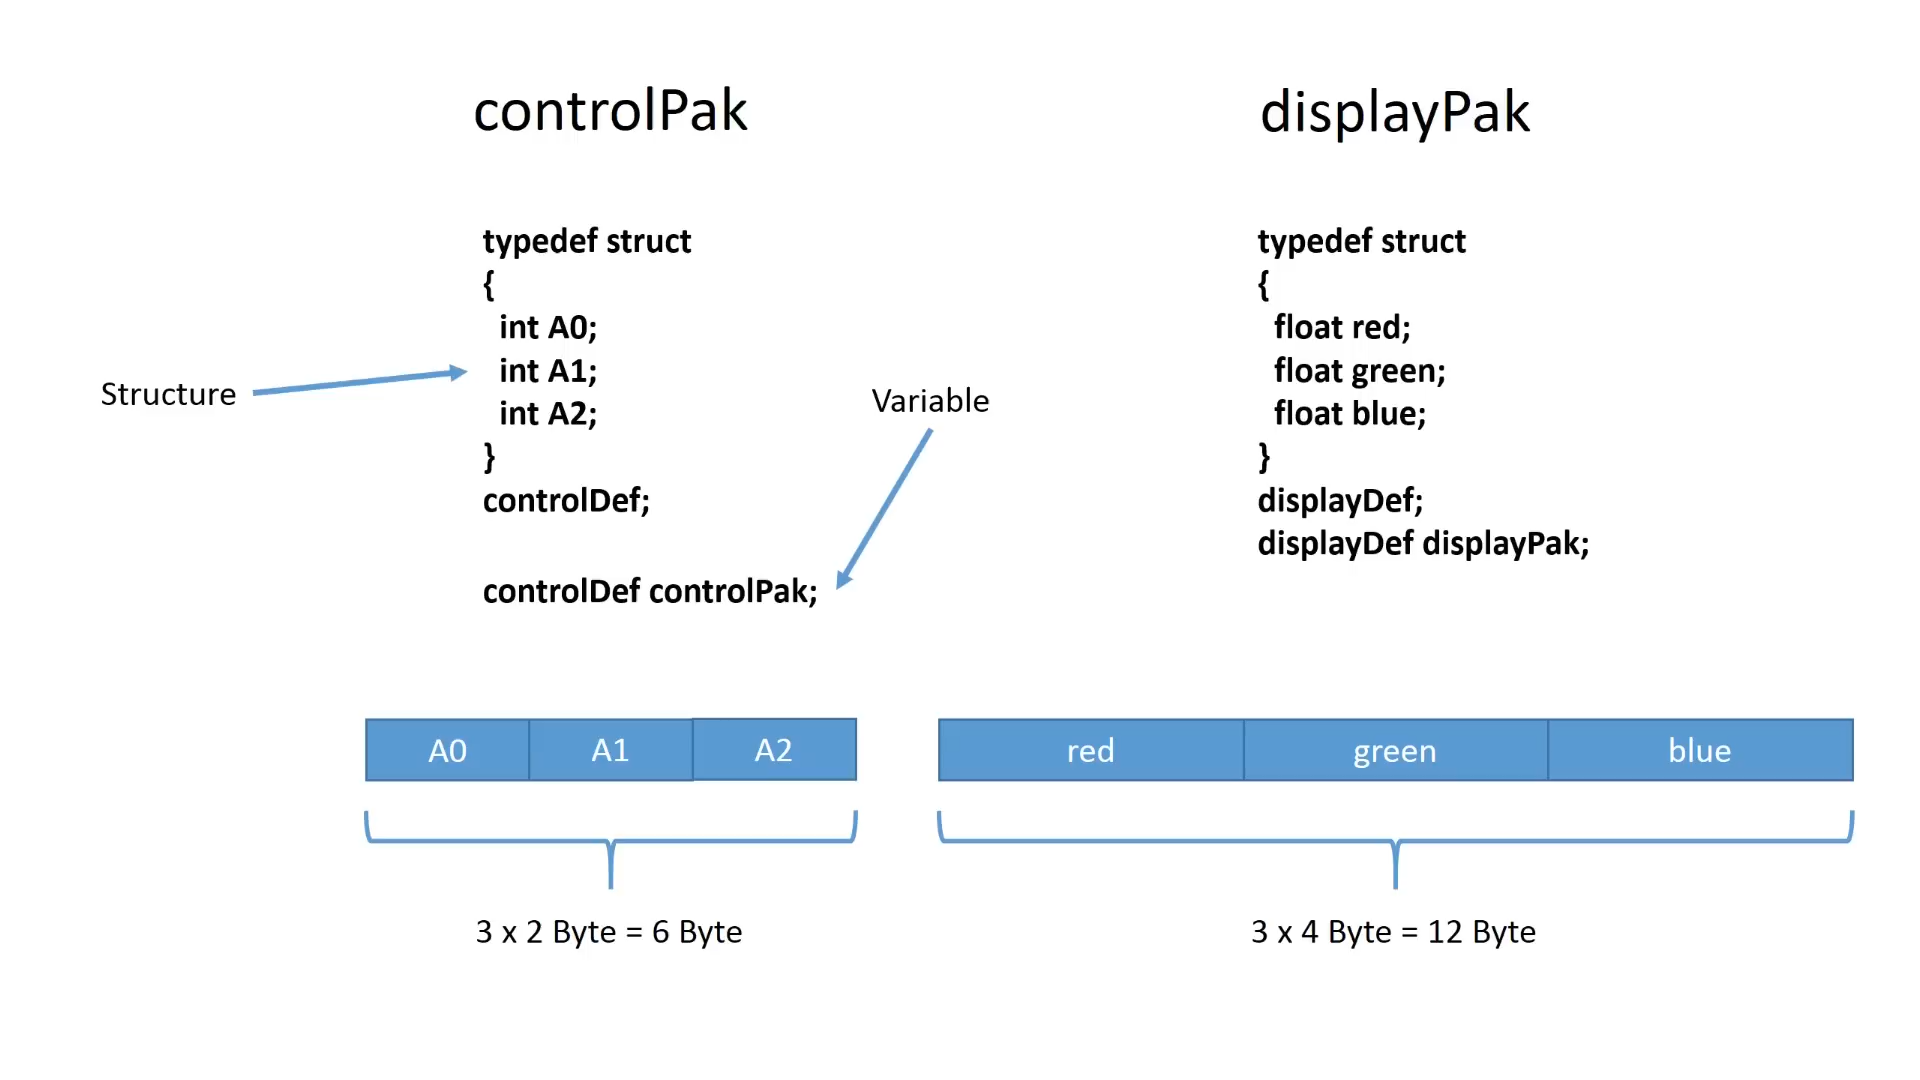 controlPak
typedef struct
{
int A0;
int A1;
int A2;
}
controlDef;
controlDef controlPak;
Structure
Variable
A0 A1 A2
3 x 2 Byte = 6 Byte
displayPak
typedef struct
{
float red;
float green;
float blue;
}
displayDef;
displayDef displayPak;
red green blue
3 x 4 Byte = 12 Byte